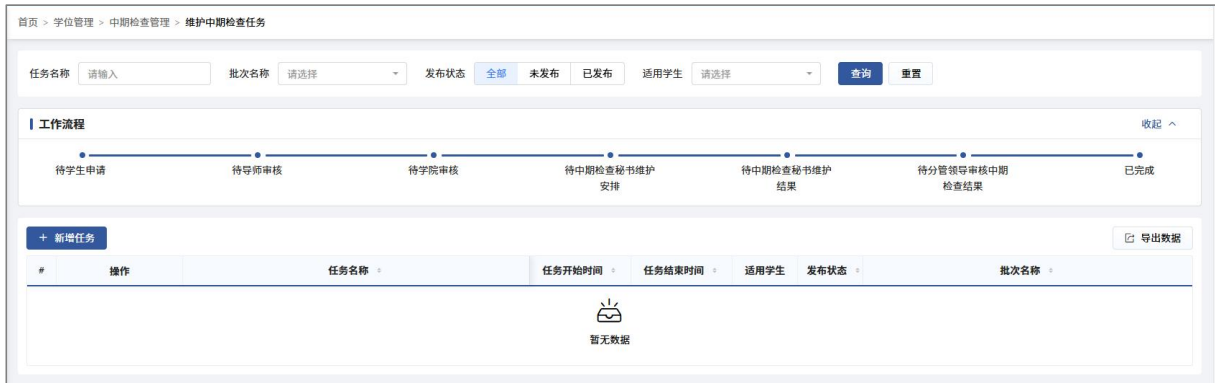 首页 > 学位管理 > 中期检查管理 > 维护中期检查任务
任务名称 请输入 批次名称 请选择 发布状态 全部 未发布 已发布 适用学生 请选择 查询 重置
工作流程 收起
待学生申请 待导师审核 待学院审核 待中期检查秘书维护 待中期检查秘书维护 待分管领导审核中期 已完成
安排 结果 检查结果
+ 新增任务 导出数据
# 操作 任务名称 任务开始时间 任务结束时间 适用学生 发布状态 批次名称
暂无数据